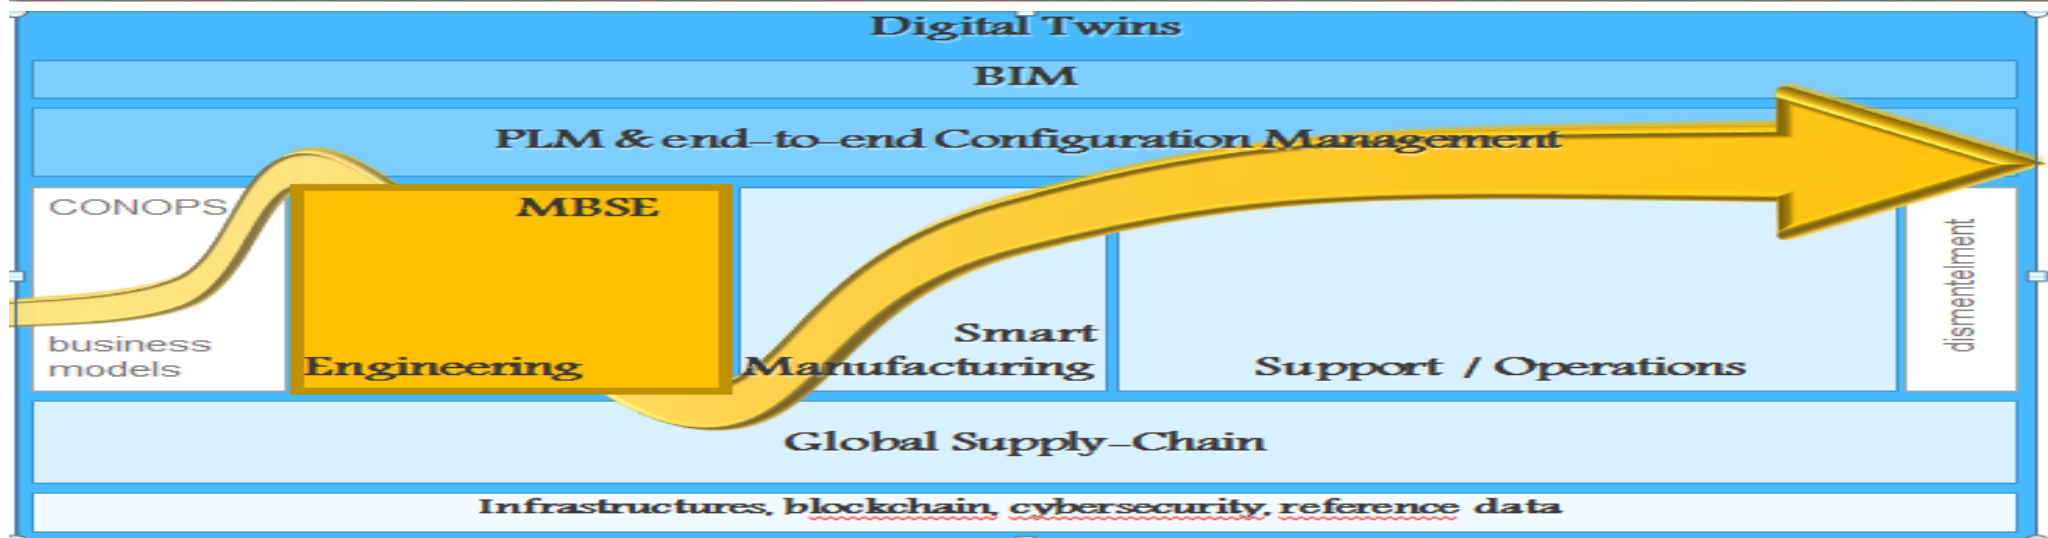 Digital Twins
BIM
PLM & end-to-end Configuration Management
CONOPS
business
models
MBSE
Engineering
Smart
Manufacturing
Support / Operations
dismentelment
Global Supply-Chain
Infrastructures, blockchain, cybersecurity, reference data